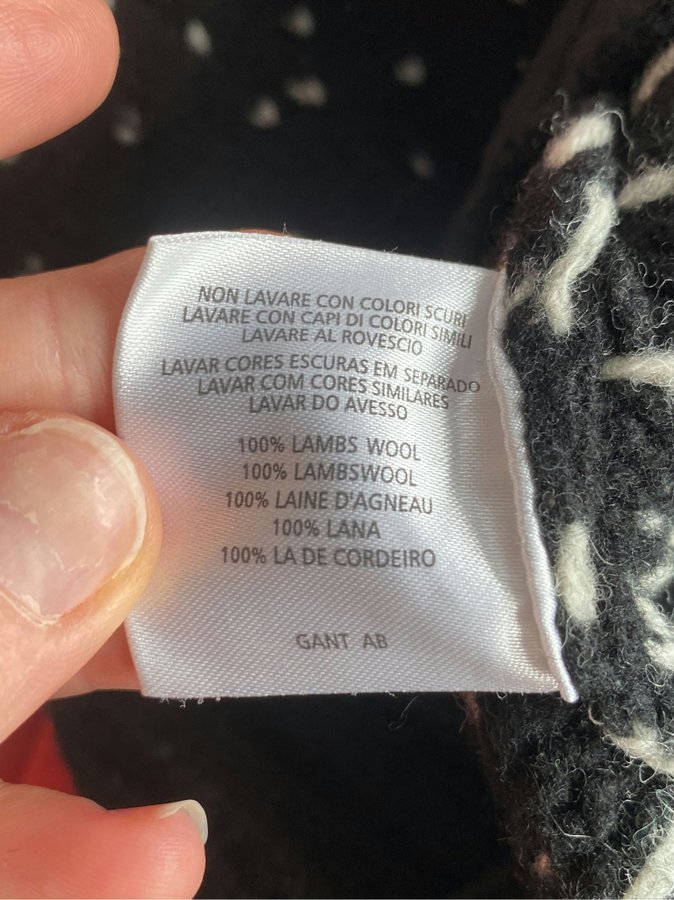 NON LAVARE CON COLORI SCURI
LAVARE CON CAPI DI COLORI SIMILI
LAVARE AL ROVESCIO
LAVAR CORES ESCURAS EM SEPARADO
LAVAR COM CORES SIMILARES
LAVAR DO AVESSO
100% LAMBS WOOL
100% LAMBSWOOL
100% LAINE D'AGNEAU
100% LANA
100% LA DE CORDEIRO
GANT AB